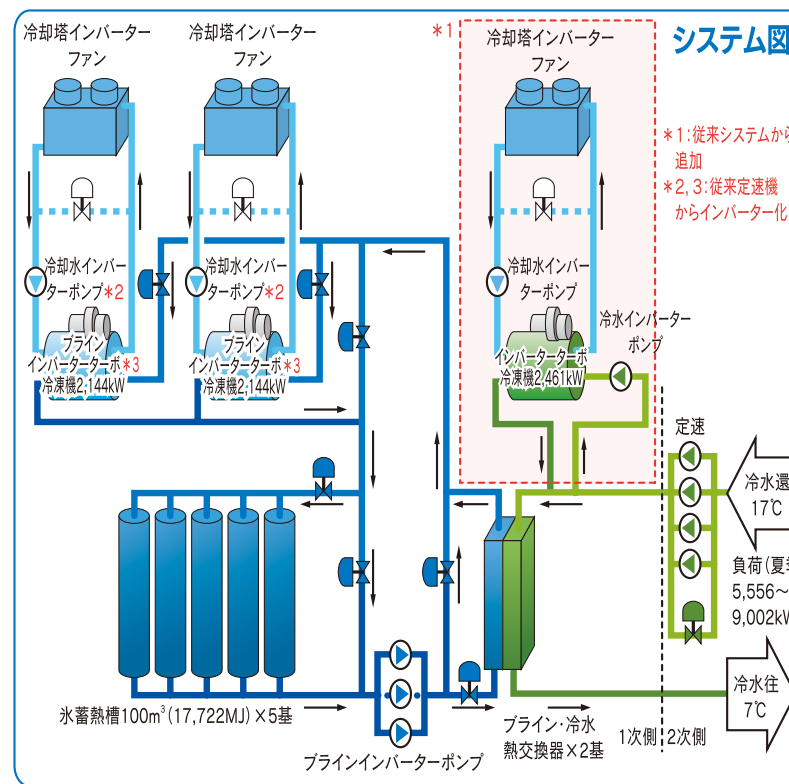 システム図
冷却塔インバーター
ファン
冷却塔インバーター
ファン
*1
冷却塔インバーター
ファン
*1:従来システムから
追加
*2,3:従来定速機
からインバーター化
冷却水インバー
ターポンプ*2
冷却水インバー
ターポンプ*2
冷却水インバー
ターポンプ
ブライン
インバーターターボ*3
冷凍機2,144kW
ブライン
インバーターターボ*3
冷凍機2,144kW
インバーターターボ
冷凍機2,461kW
冷水インバーター
ポンプ
定速
冷水還
17℃
負荷(夏季
5,556〜
9,002kW
冷水往
7℃
氷蓄熱槽100m³(17,722MJ)×5基
ブラインインバーターポンプ
ブライン・冷水
熱交換器×2基
1次側
2次側